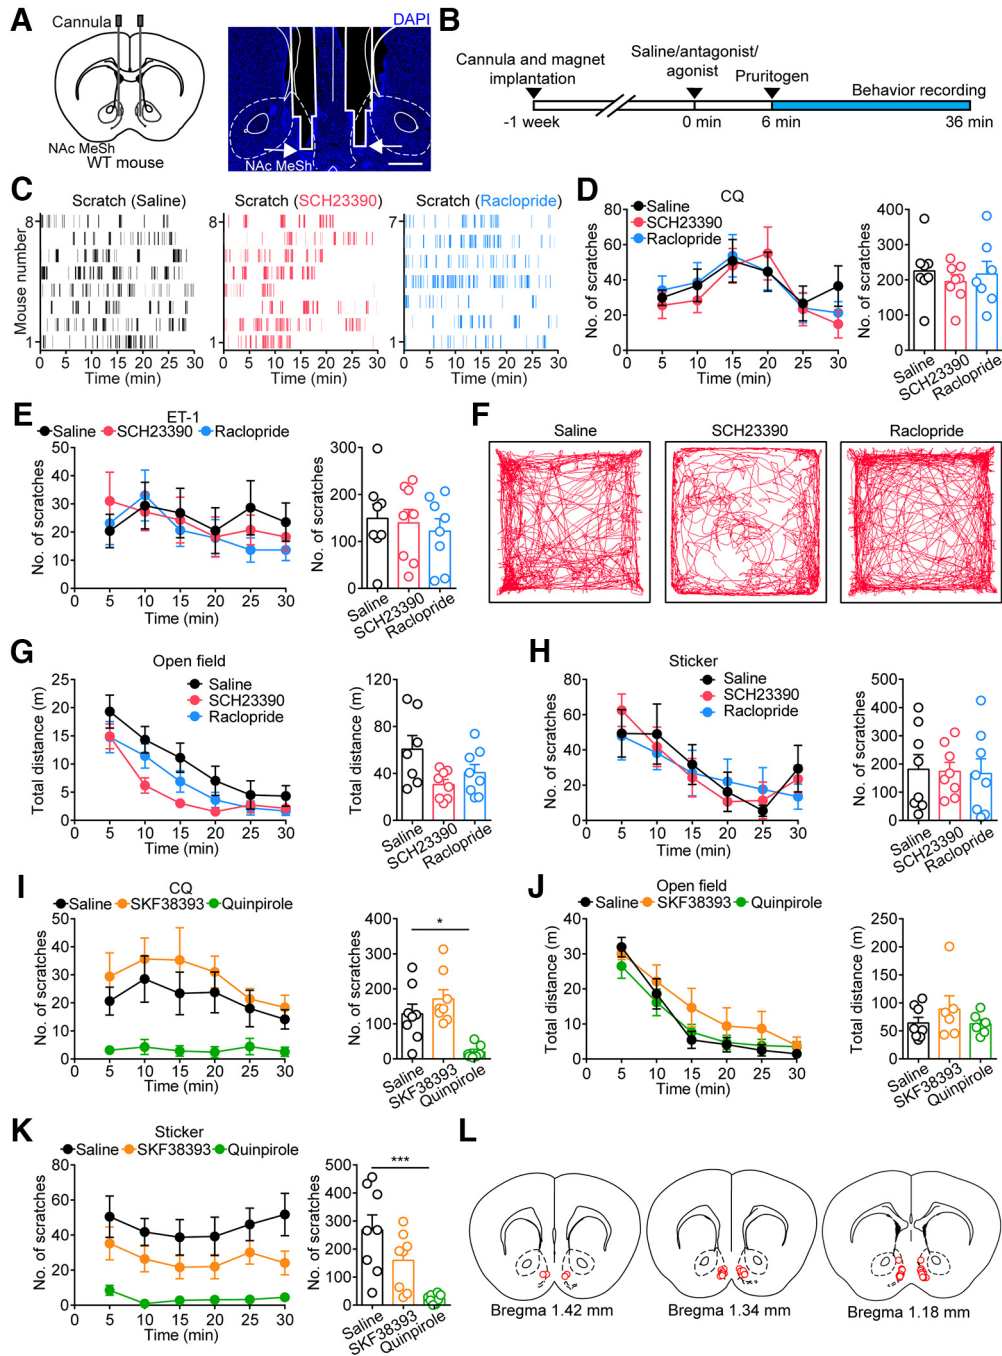 A
Cannula
DAPI
NAc MeSh
WT mouse
NAc MeSh
B
Cannula and magnet
implantation
Saline/antagonist/
agonist
Pruritogen
Behavior recording
-1 week
0 min
6 min
36 min
C
Scratch (Saline)
Scratch (SCH23390)
Scratch (Raclopride)
Mouse number
8
1
8
1
7
1
0 5 10 15 20 25 30
0 5 10 15 20 25 30
0 5 10 15 20 25 30
Time (min)
Time (min)
Time (min)
D
CQ
Saline
SCH23390
Raclopride
No. of scratches
80
60
40
20
0
0 5 10 15 20 25 30
Time (min)
No. of scratches
400
300
200
100
0
Saline
SCH23390
Raclopride
E
ET-1
Saline SCH23390 Raclopride
No. of scratches
50
40
30
20
10
0
0 5 10 15 20 25 30
Time (min)
No. of scratches
300
200
100
0
Saline
SCH23390
Raclopride
F
Saline
SCH23390
Raclopride
G
Open field
Saline
SCH23390
Raclopride
Total distance (m)
25
20
15
10
5
0
0 5 10 15 20 25 30
Time (min)
Total distance (m)
120
80
40
0
Saline
SCH23390
Raclopride
H
Sticker
Saline
SCH23390
Raclopride
No. of scratches
80
60
40
20
0
0 5 10 15 20 25 30
Time (min)
No. of scratches
500
400
300
200
100
0
Saline
SCH23390
Raclopride
I
CQ
Saline SKF38393 Quinpirole
No. of scratches
50
40
30
20
10
0
0 5 10 15 20 25 30
Time (min)
No. of scratches
400
300
200
100
0
*
Saline
SKF38393
Quinpirole
J
Open field
Saline SKF38393 Quinpirole
Total distance (m)
40
30
20
10
0
0 5 10 15 20 25 30
Time (min)
Total distance (m)
250
200
150
100
50
0
Saline
SKF38393
Quinpirole
K
Sticker
Saline SKF38393 Quinpirole
No. of scratches
80
60
40
20
0
0 5 10 15 20 25 30
Time (min)
No. of scratches
500
400
300
200
100
0
***
Saline
SKF38393
Quinpirole
L
Bregma 1.42 mm
Bregma 1.34 mm
Bregma 1.18 mm